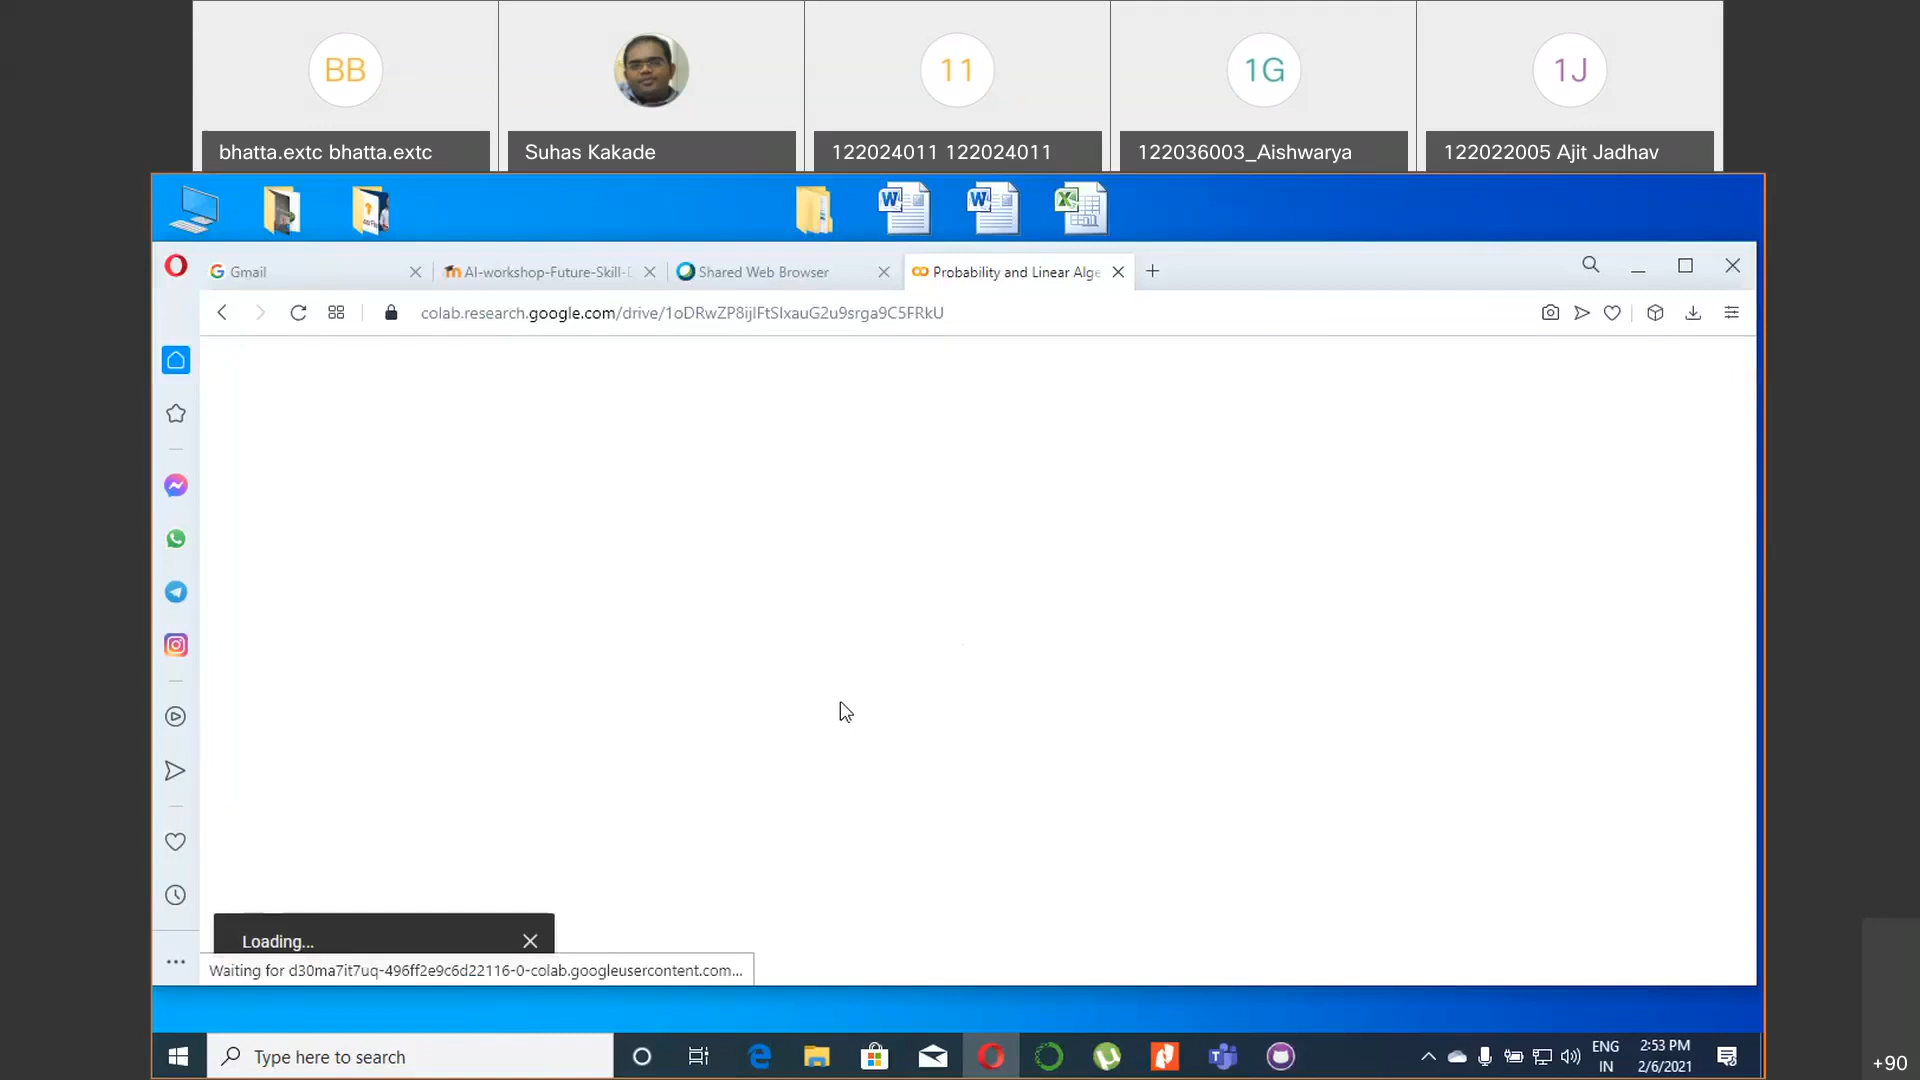 BB
11
1G
1J
bhatta.extc bhatta.extc
Suhas Kakade
122024011 122024011
122036003_Aishwarya
122022005 Ajit Jadhav
Gmail
AI-workshop-Future-Skill-
Shared Web Browser
Probability and Linear Alge
colab.research.google.com/drive/1oDRwZP8ijIFtSIxauG2u9srga9C5FRkU
Loading...
Waiting for d30ma7it7uq-496ff2e9c6d22116-0-colab.googleusercontent.com...
Type here to search
ENG
IN
2:53 PM
2/6/2021
+90